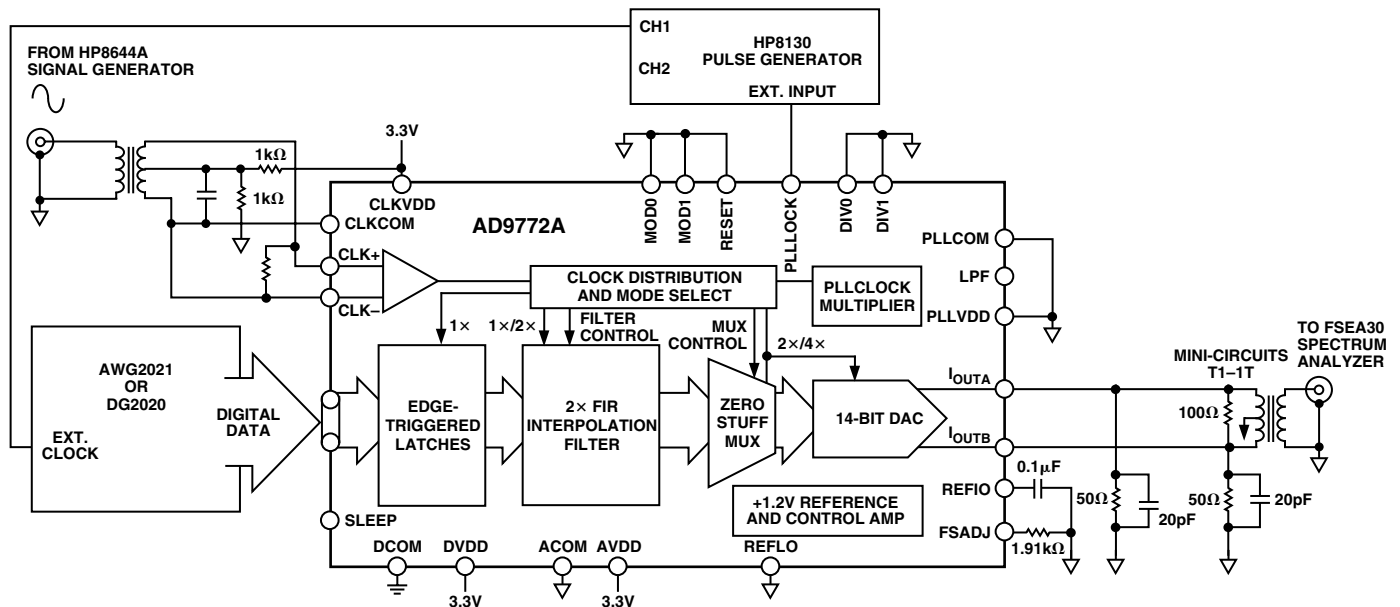 CH1
CH2
HP8130
PULSE GENERATOR
EXT. INPUT
FROM HP8644A
SIGNAL GENERATOR
3.3V
1kΩ
1kΩ
CLKVDD
CLKCOM
CLK+
CLK–
AD9772A
MOD0
MOD1
RESET
PLLLOCK
DIV0
DIV1
PLLCOM
LPF
PLLVDD
CLOCK DISTRIBUTION
AND MODE SELECT
PLLCLOCK
MULTIPLIER
1×
1×/2×
FILTER
CONTROL
MUX
CONTROL
2×/4×
AWG2021
OR
DG2020
EXT.
CLOCK
DIGITAL
DATA
EDGE-
TRIGGERED
LATCHES
2× FIR
INTERPOLATION
FILTER
ZERO
STUFF
MUX
14-BIT DAC
IOUTA
IOUTB
MINI-CIRCUITS
T1–1T
TO FSEA30
SPECTRUM
ANALYZER
100Ω
0.1μF
REFIO
50Ω
20pF
50Ω
20pF
+1.2V REFERENCE
AND CONTROL AMP
FSADJ
1.91kΩ
SLEEP
DCOM
DVDD
ACOM
AVDD
REFLO
3.3V
3.3V